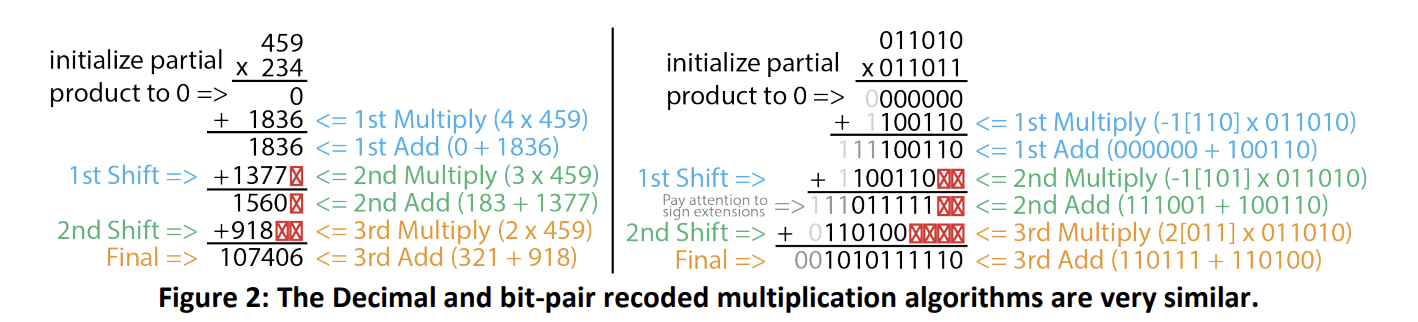 459
initialize partial x 234
product to 0 => 0
+ 1836 <= 1st Multiply (4 x 459)
1836 <= 1st Add (0 + 1836)
1st Shift => +1377☒ <= 2nd Multiply (3 x 459)
1560☒ <= 2nd Add (183 + 1377)
2nd Shift => +918☒☒ <= 3rd Multiply (2 x 459)
Final => 107406 <= 3rd Add (321 + 918)
011010
initialize partial x 011011
product to 0 => 0000000
+ 1100110 <= 1st Multiply (-1[110] x 011010)
111100110 <= 1st Add (000000 + 100110)
1st Shift => + 1100110☒☒ <= 2nd Multiply (-1[101] x 011010)
Pay attention to
sign extensions => 111011111☒☒ <= 2nd Add (111001 + 100110)
2nd Shift => + 0110100☒☒☒☒ <= 3rd Multiply (2[011] x 011010)
Final => 001010111110 <= 3rd Add (110111 + 110100)
Figure 2: The Decimal and bit-pair recoded multiplication algorithms are very similar.